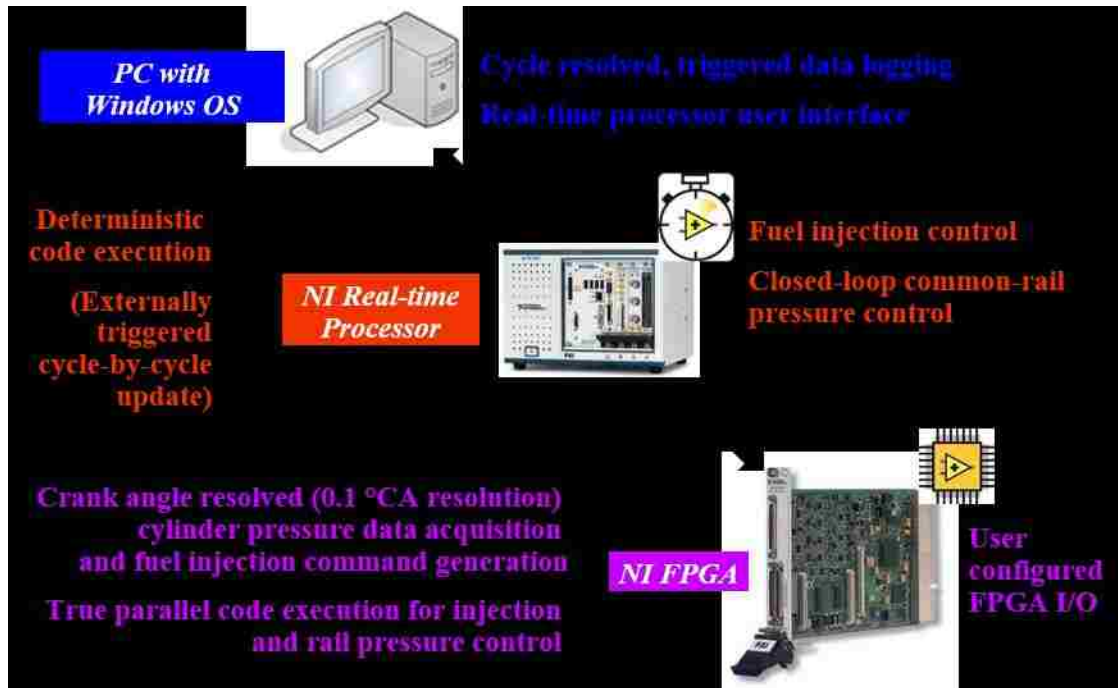 PC with
Windows OS
Cycle resolved, triggered data logging
Real-time processor user interface
Deterministic
code execution
(Externally
triggered
cycle-by-cycle
update)
NI Real-time
Processor
Fuel injection control
Closed-loop common-rail
pressure control
Crank angle resolved (0.1 °CA resolution)
cylinder pressure data acquisition
and fuel injection command generation
True parallel code execution for injection
and rail pressure control
NI FPGA
User
configured
FPGA I/O